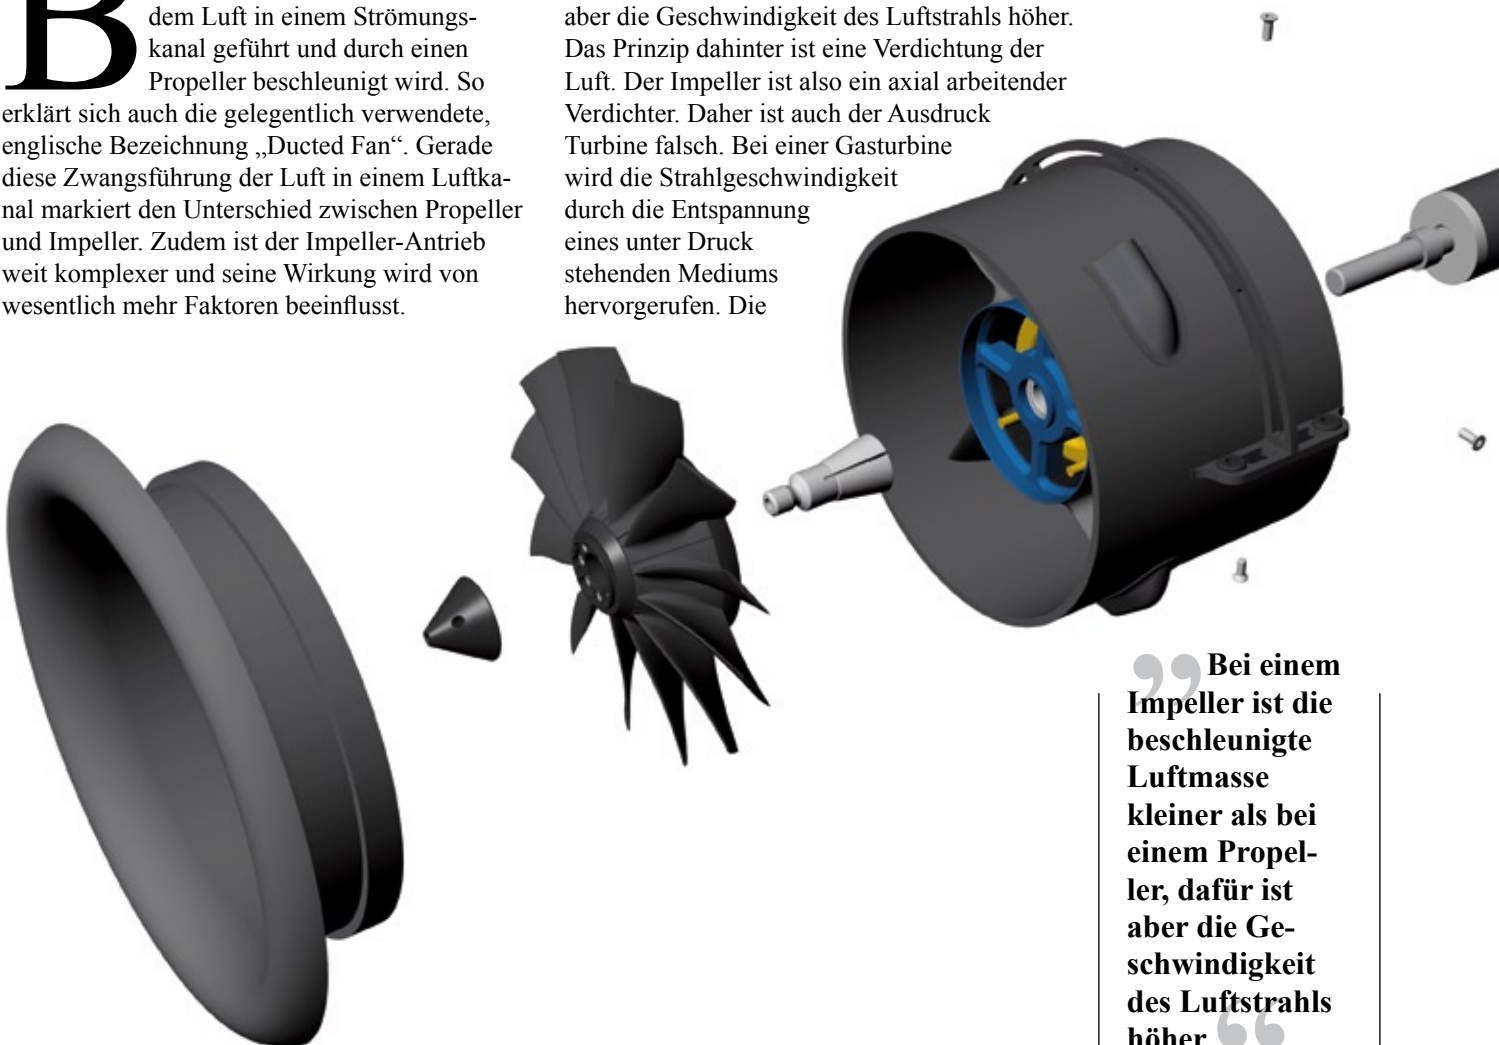 B
dem Luft in einem Strömungs-
kanal geführt und durch einen
Propeller beschleunigt wird. So
erklärt sich auch die gelegentlich verwendete,
englische Bezeichnung „Ducted Fan“. Gerade
diese Zwangsführung der Luft in einem Luftka-
nal markiert den Unterschied zwischen Propeller
und Impeller. Zudem ist der Impeller-Antrieb
weit komplexer und seine Wirkung wird von
wesentlich mehr Faktoren beeinflusst.
aber die Geschwindigkeit des Luftstrahls höher.
Das Prinzip dahinter ist eine Verdichtung der
Luft. Der Impeller ist also ein axial arbeitender
Verdichter. Daher ist auch der Ausdruck
Turbine falsch. Bei einer Gasturbine
wird die Strahlgeschwindigkeit
durch die Entspannung
eines unter Druck
stehenden Mediums
hervorgerufen. Die
”Bei einem
Impeller ist die
beschleunigte
Luftmasse
kleiner als bei
einem Propel-
ler, dafür ist
aber die Ge-
schwindigkeit
des Luftstrahls
höher “